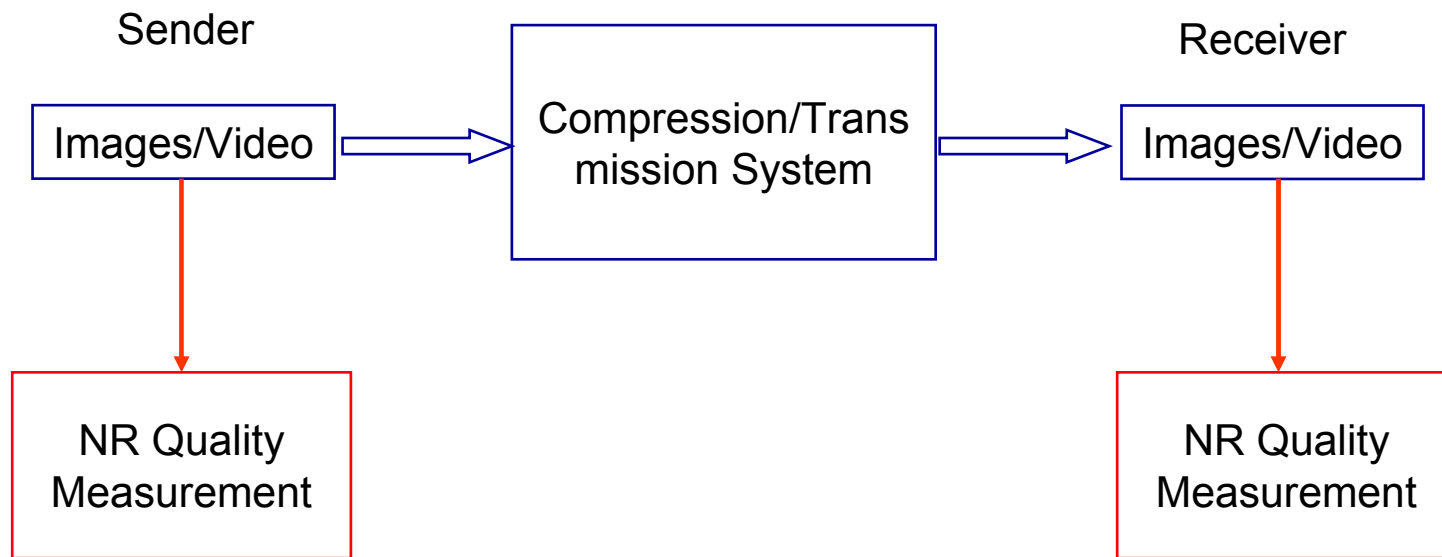 Sender
Receiver
Images/Video
Compression/Trans
mission System
Images/Video
NR Quality
Measurement
NR Quality
Measurement